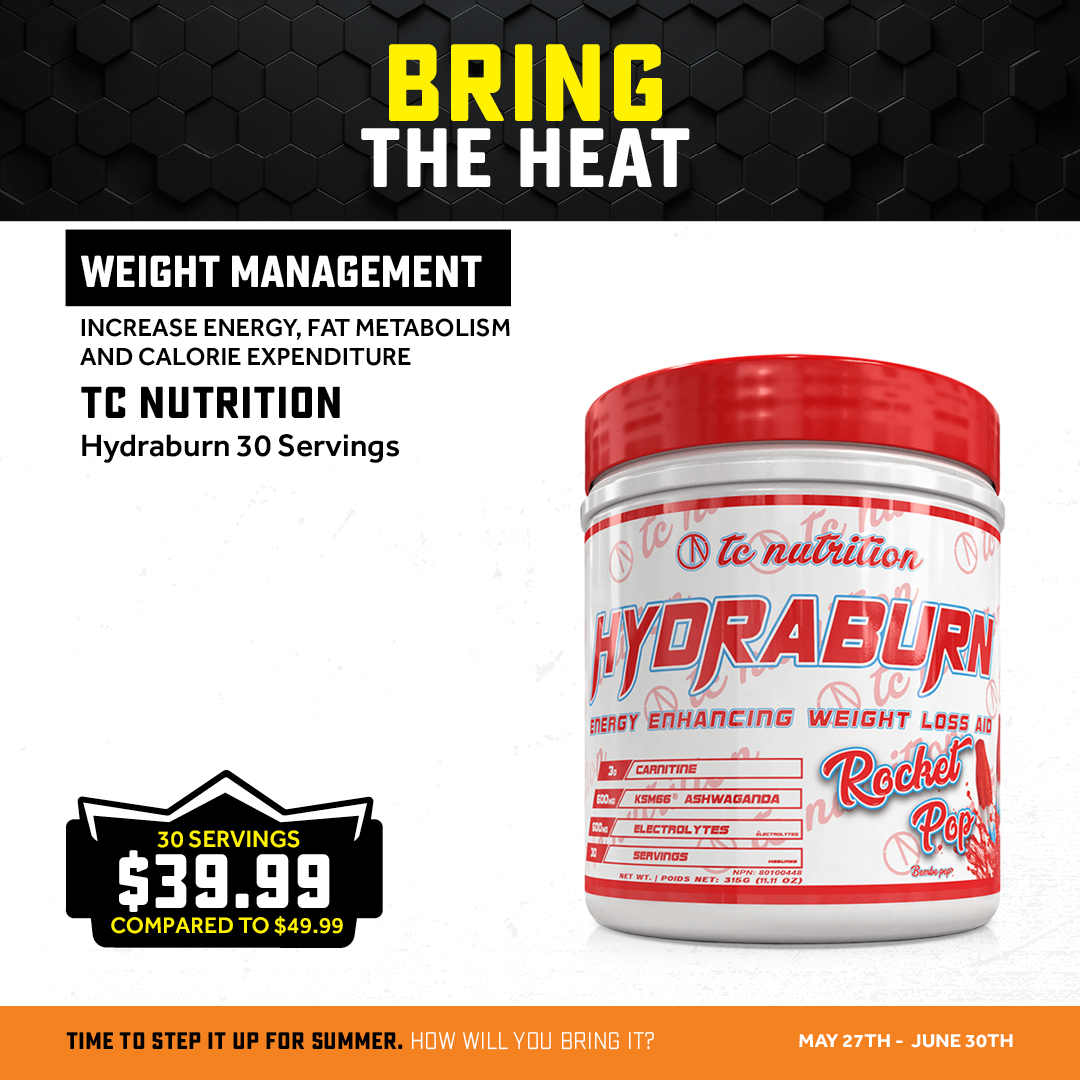 BRING
THE HEAT
WEIGHT MANAGEMENT
INCREASE ENERGY, FAT METABOLISM
AND CALORIE EXPENDITURE
TC NUTRITION
Hydraburn 30 Servings
tc nutrition
HYDRABURN
ENERGY ENHANCING WEIGHT LOSS AID
Rocket
Pop
3G CARNITINE
600MG KSM66® ASHWAGANDA
600MG ELECTROLYTES ÉLECTROLYTES
30 SERVINGS
NPN: 80100448
NET WT. | POIDS NET: 315G (11.11 OZ)
30 SERVINGS
$39.99
COMPARED TO $49.99
TIME TO STEP IT UP FOR SUMMER. HOW WILL YOU BRING IT?
MAY 27TH - JUNE 30TH